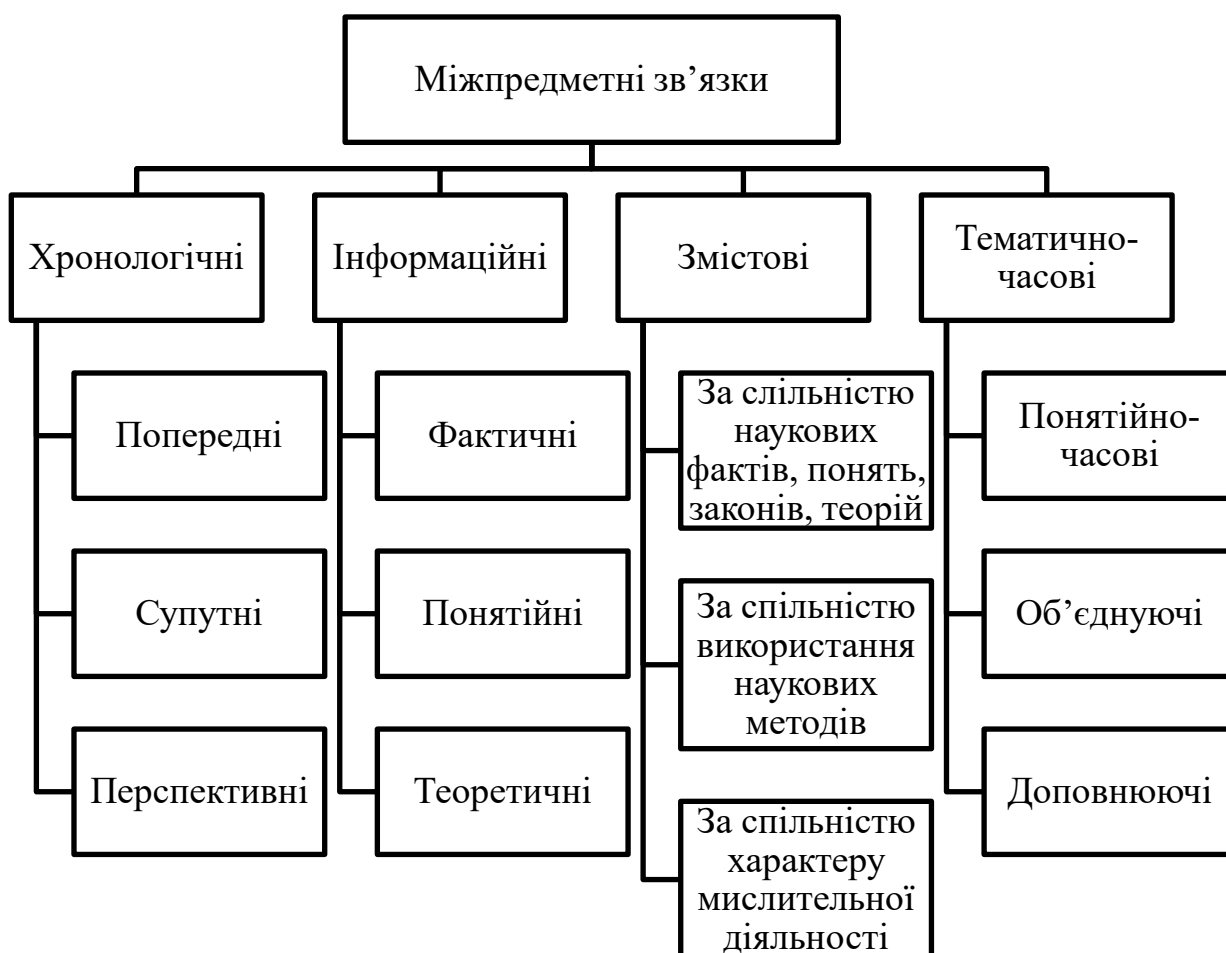 Міжпредметні зв’язки
Хронологічні
Попередні
Супутні
Перспективні
Інформаційні
Фактичні
Понятійні
Теоретичні
Змістові
За слільністю
наукових
фактів, понять,
законів, теорій
За спільністю
використання
наукових
методів
За спільністю
характеру
мислительної
діяльності
Тематично-
часові
Понятійно-
часові
Об’єднуючі
Доповнюючі